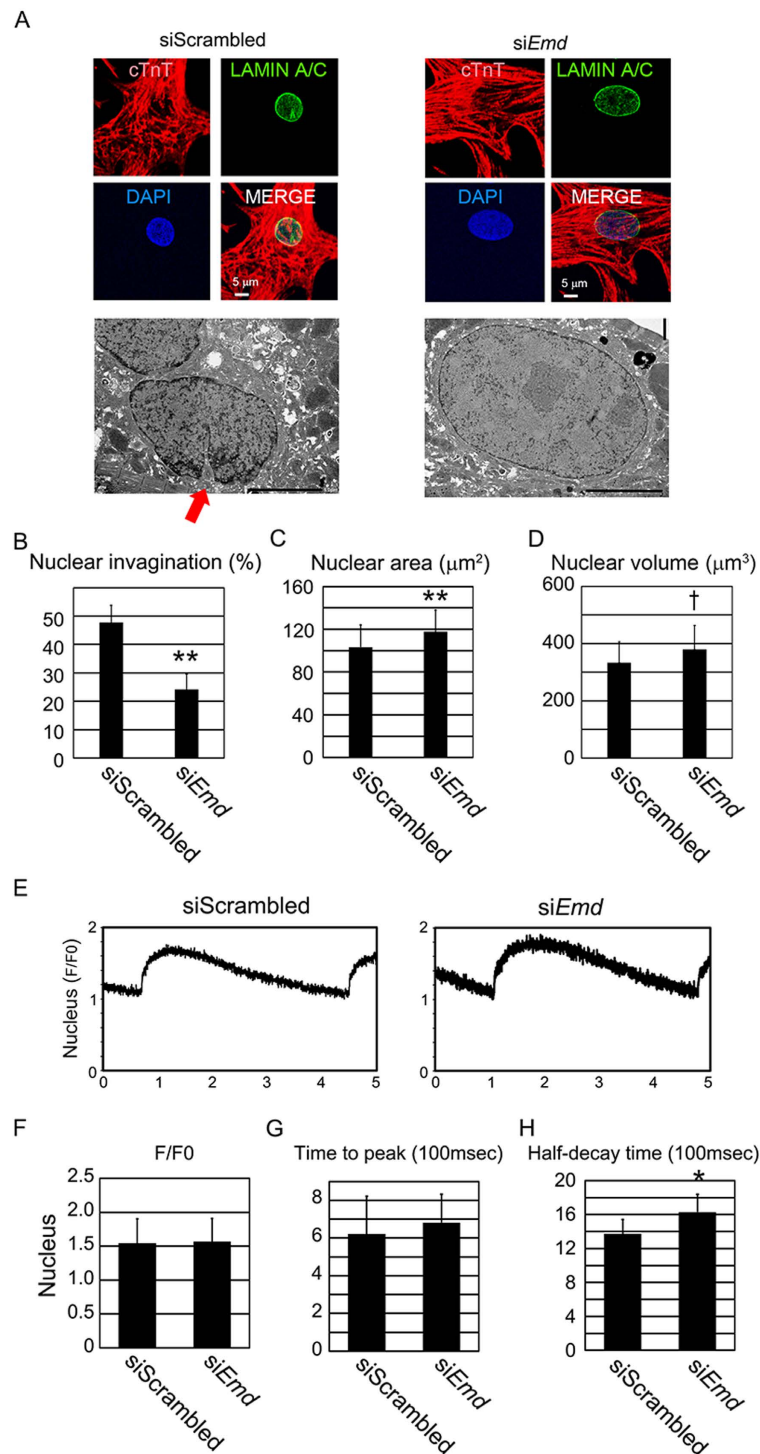 A
siScrambled
siEmd
cTnT
LAMIN A/C
cTnT
LAMIN A/C
DAPI
MERGE
DAPI
MERGE
5 μm
5 μm
B
C
D
Nuclear invagination (%)
Nuclear area (μm²)
Nuclear volume (μm³)
50
40
30
20
10
0
**
siScrambled
siEmd
160
120
80
40
0
**
siScrambled
siEmd
600
400
200
0
†
siScrambled
siEmd
E
siScrambled
siEmd
Nucleus (F/F0)
2
1
0
0 1 2 3 4 5
2
1
0
0 1 2 3 4 5
F
G
H
F/F0
Time to peak (100msec)
Half-decay time (100msec)
Nucleus
2.5
2.0
1.5
1.0
0.5
0
siScrambled
siEmd
8
6
4
2
0
siScrambled
siEmd
20
16
12
8
4
0
*
siScrambled
siEmd